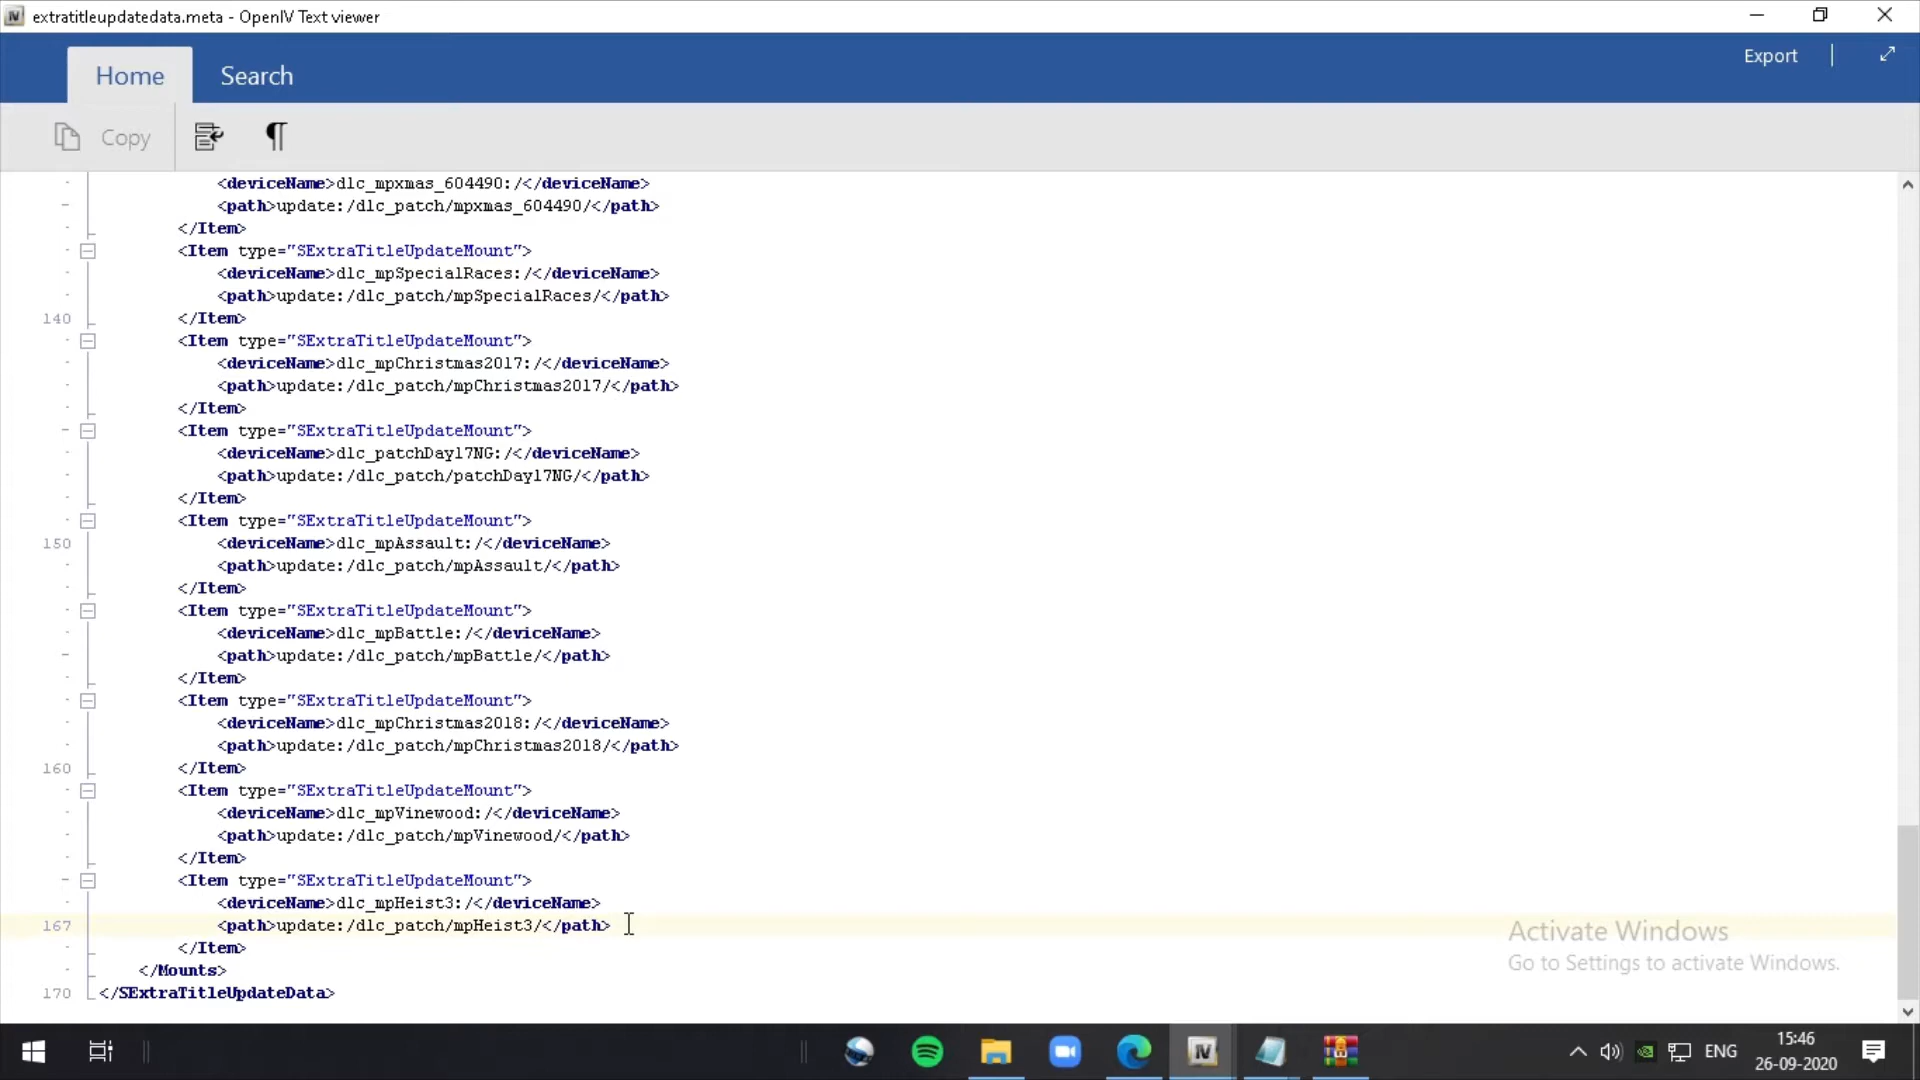 extratitleupdatedata.meta - OpenIV Text viewer
Home
Search
Export
Copy
<deviceName>dlc_mpxmas_604490:/</deviceName>
<path>update:/dlc_patch/mpxmas_604490/</path>
</Item>
<Item type="SExtraTitleUpdateMount">
<deviceName>dlc_mpSpecialRaces:/</deviceName>
<path>update:/dlc_patch/mpSpecialRaces/</path>
140 </Item>
<Item type="SExtraTitleUpdateMount">
<deviceName>dlc_mpChristmas2017:/</deviceName>
<path>update:/dlc_patch/mpChristmas2017/</path>
</Item>
<Item type="SExtraTitleUpdateMount">
<deviceName>dlc_patchDay17NG:/</deviceName>
<path>update:/dlc_patch/patchDay17NG/</path>
</Item>
<Item type="SExtraTitleUpdateMount">
150 <deviceName>dlc_mpAssault:/</deviceName>
<path>update:/dlc_patch/mpAssault/</path>
</Item>
<Item type="SExtraTitleUpdateMount">
<deviceName>dlc_mpBattle:/</deviceName>
<path>update:/dlc_patch/mpBattle/</path>
</Item>
<Item type="SExtraTitleUpdateMount">
<deviceName>dlc_mpChristmas2018:/</deviceName>
<path>update:/dlc_patch/mpChristmas2018/</path>
160 </Item>
<Item type="SExtraTitleUpdateMount">
<deviceName>dlc_mpVinewood:/</deviceName>
<path>update:/dlc_patch/mpVinewood/</path>
</Item>
<Item type="SExtraTitleUpdateMount">
<deviceName>dlc_mpHeist3:/</deviceName>
167 <path>update:/dlc_patch/mpHeist3/</path>
</Item>
</Mounts>
170 </SExtraTitleUpdateData>
Activate Windows
Go to Settings to activate Windows.
IV
ENG
15:46
26-09-2020